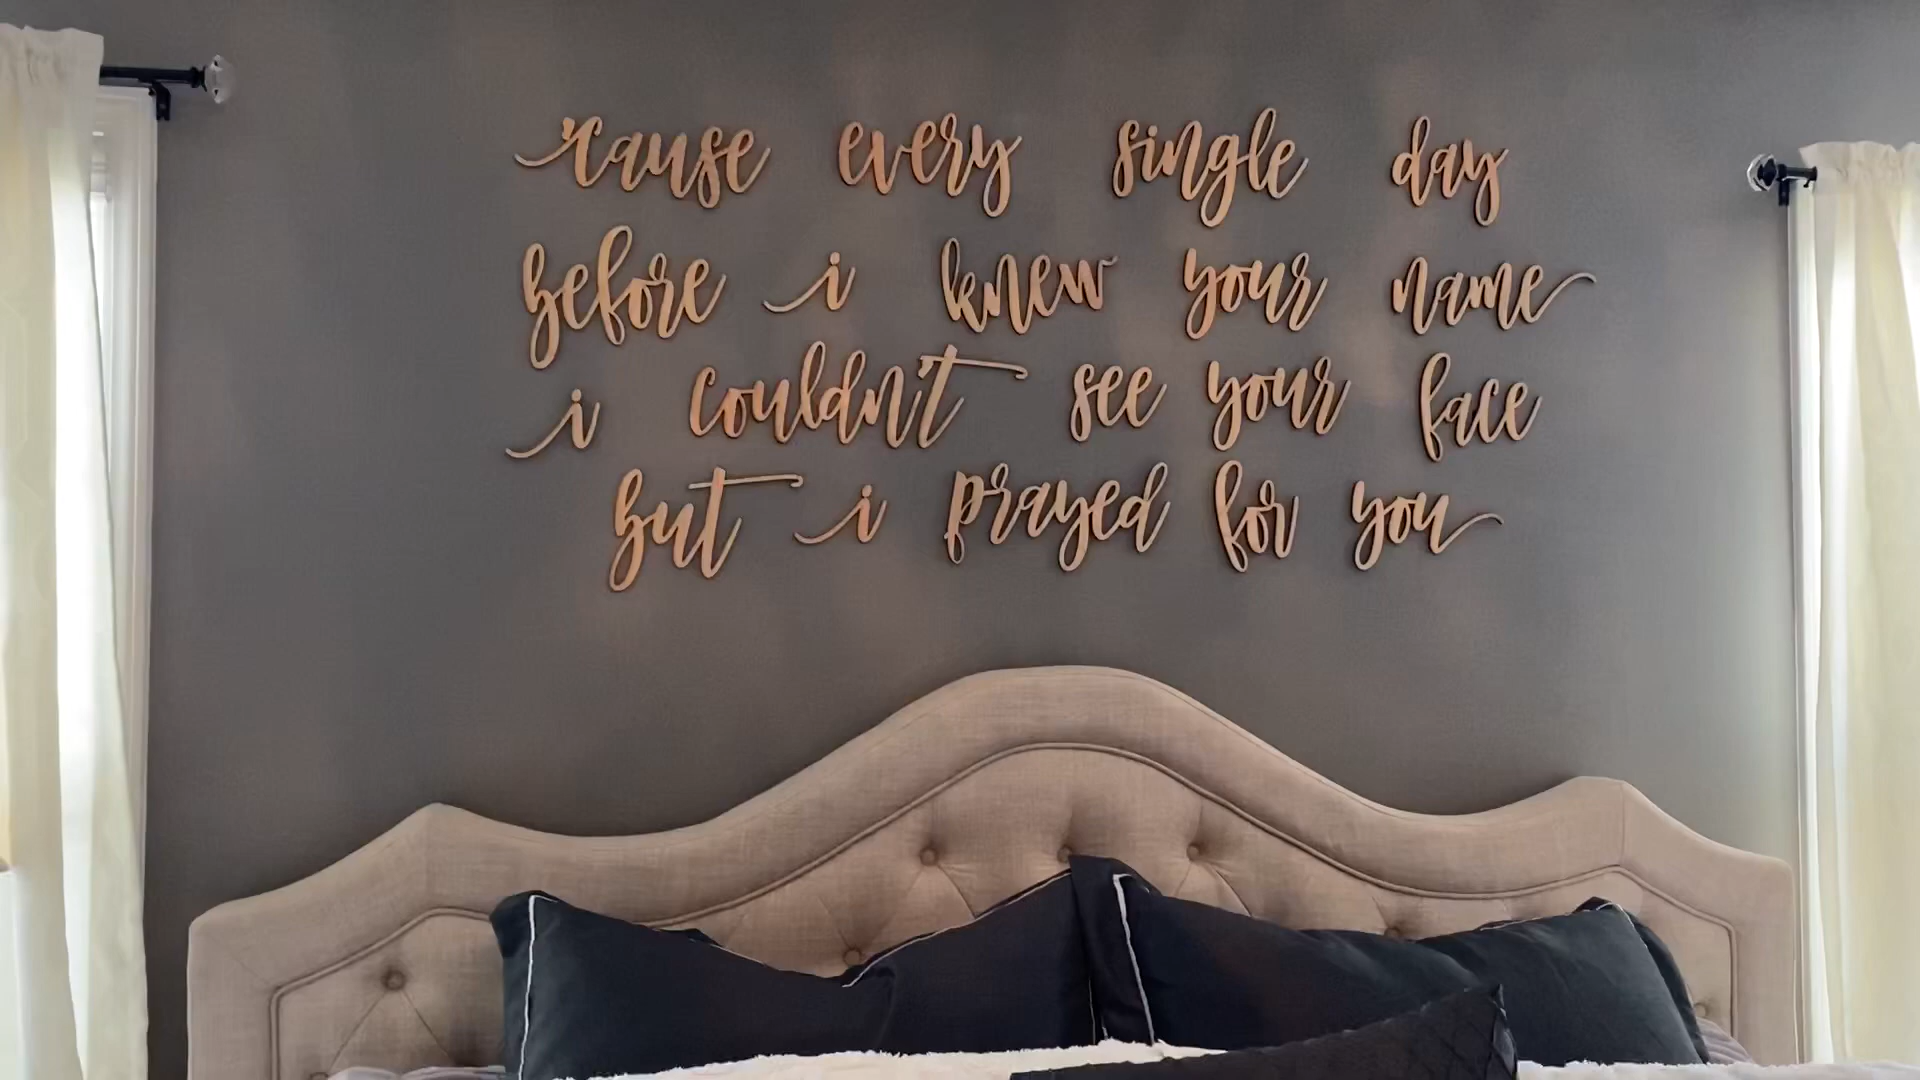 'cause every single day
before i knew your name
i couldn't see your face
but i prayed for you